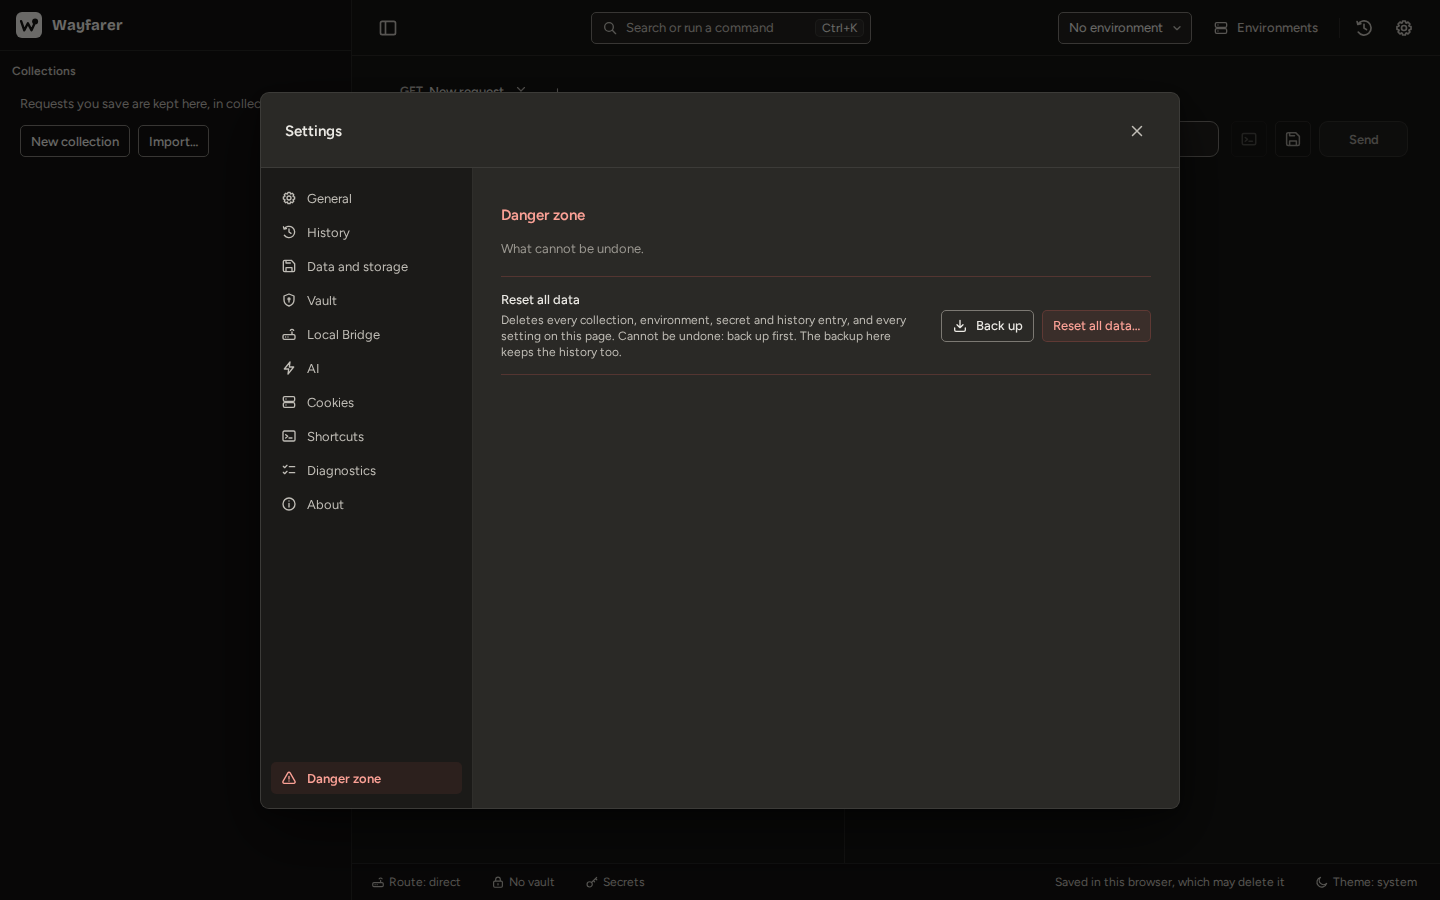 Wayfarer
Search or run a command
Ctrl+K
No environment
Environments
Collections
Requests you save are kept here, in collec
New collection
Import...
GET New request
Send
Settings
General
History
Data and storage
Vault
Local Bridge
AI
Cookies
Shortcuts
Diagnostics
About
Danger zone
Danger zone
What cannot be undone.
Reset all data
Deletes every collection, environment, secret and history entry, and every
setting on this page. Cannot be undone: back up first. The backup here
keeps the history too.
Back up
Reset all data...
Route: direct
No vault
Secrets
Saved in this browser, which may delete it
Theme: system